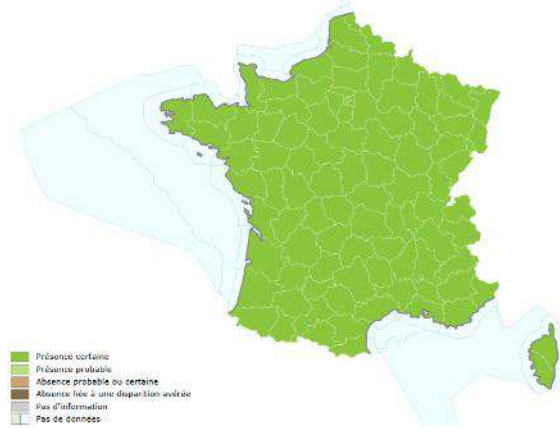 Présence certaine
Présence probable
Absence probable ou certaine
Absence liée à une disparition avérée
Pas d'information
Pas de données